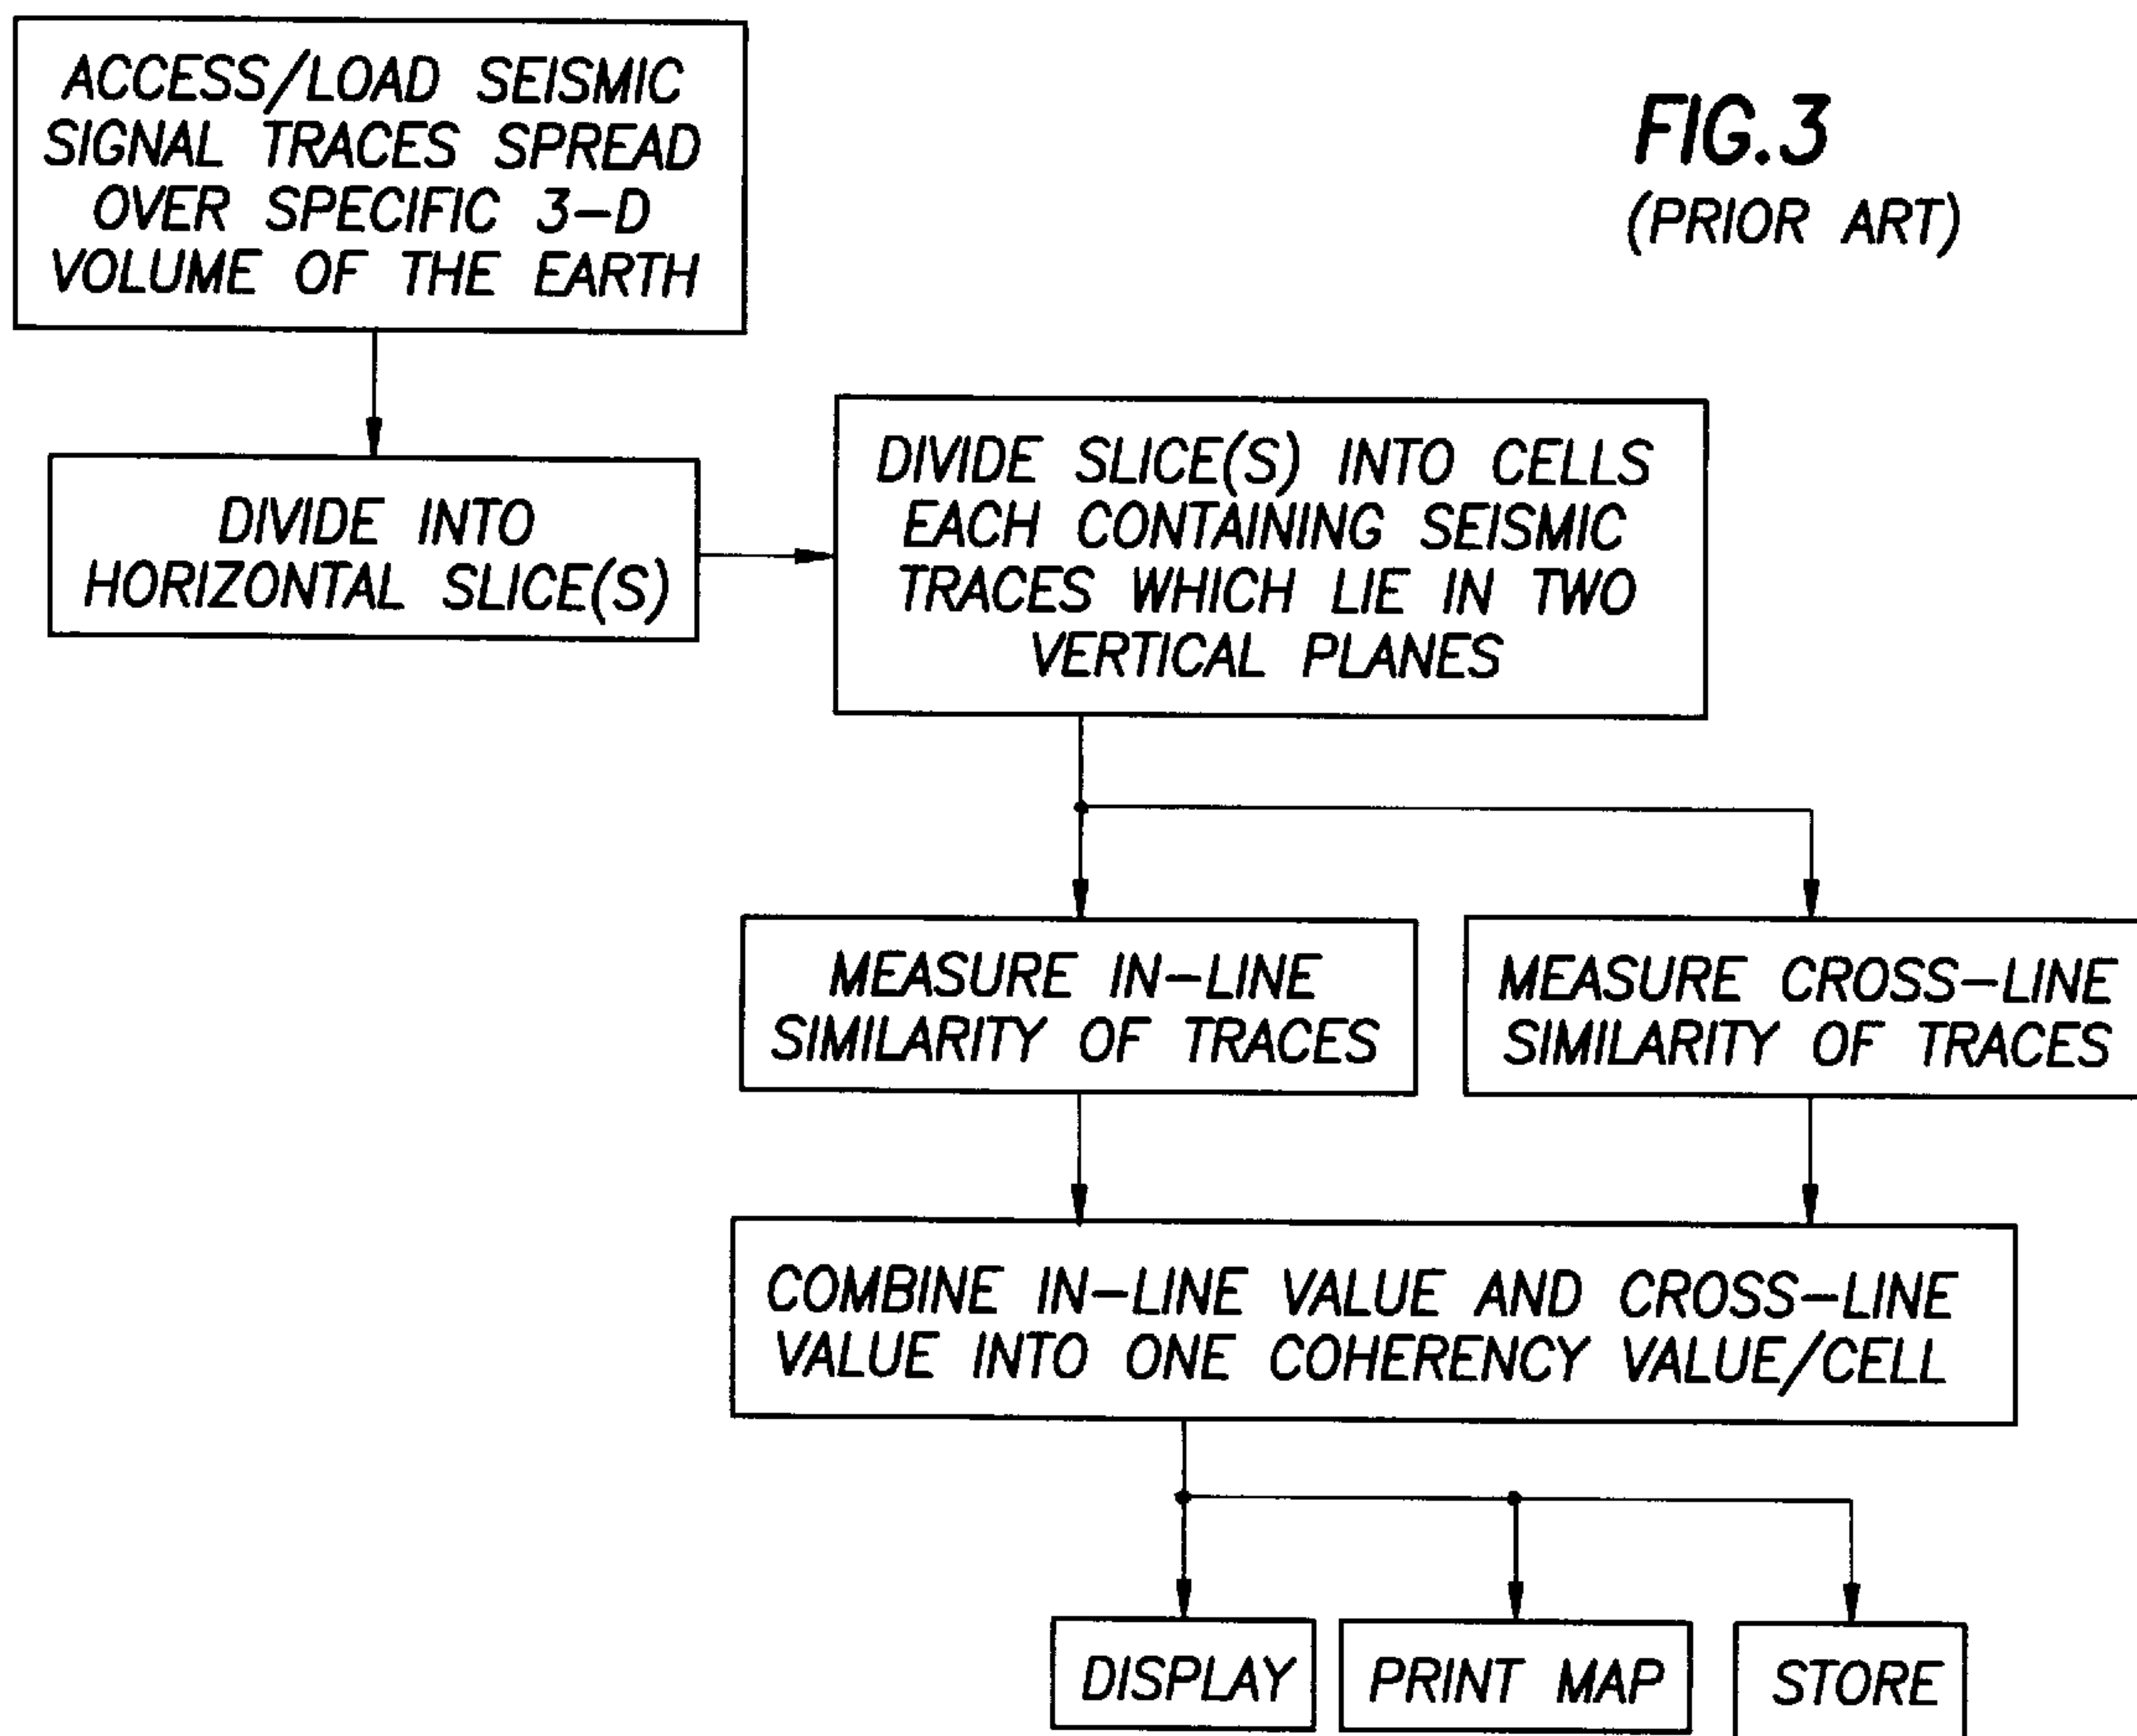 ACCESS/LOAD SEISMIC
SIGNAL TRACES SPREAD
OVER SPECIFIC 3-D
VOLUME OF THE EARTH
FIG.3
(PRIOR ART)
DIVIDE INTO
HORIZONTAL SLICE(S)
DIVIDE SLICE(S) INTO CELLS
EACH CONTAINING SEISMIC
TRACES WHICH LIE IN TWO
VERTICAL PLANES
MEASURE IN-LINE
SIMILARITY OF TRACES
MEASURE CROSS-LINE
SIMILARITY OF TRACES
COMBINE IN-LINE VALUE AND CROSS-LINE
VALUE INTO ONE COHERENCY VALUE/CELL
DISPLAY
PRINT MAP
STORE